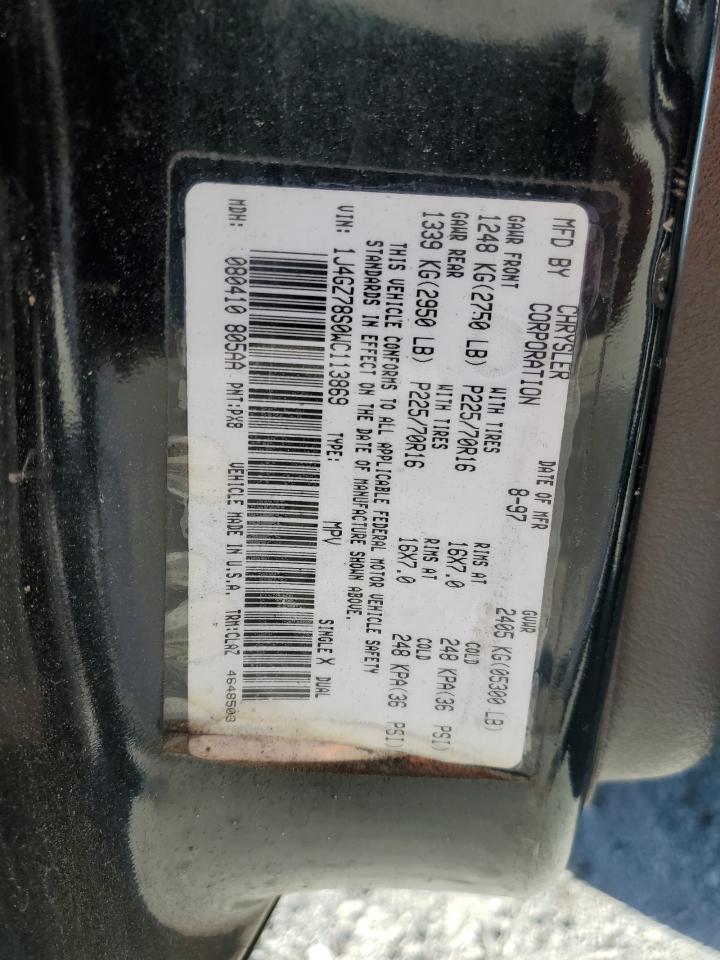 MFD BY CHRYSLER CORPORATION
DATE OF MFR 8-97
GVWR 2405 KG(05300 LB)
GAWR FRONT WITH TIRES RIMS AT COLD
1248 KG(2750 LB) P225/70R16 16X7.0 248 KPA(36 PSI)
GAWR REAR WITH TIRES RIMS AT COLD
1339 KG(2950 LB) P225/70R16 16X7.0 248 KPA(36 PSI)
THIS VEHICLE CONFORMS TO ALL APPLICABLE FEDERAL MOTOR VEHICLE SAFETY
STANDARDS IN EFFECT ON THE DATE OF MANUFACTURE SHOWN ABOVE.
VIN: 1J4GZ78S0WC113869 TYPE: MPV SINGLE X DUAL
MDH: 080410 805AA PNT:PX8 VEHICLE MADE IN U.S.A. TRM:CLAZ 4648503